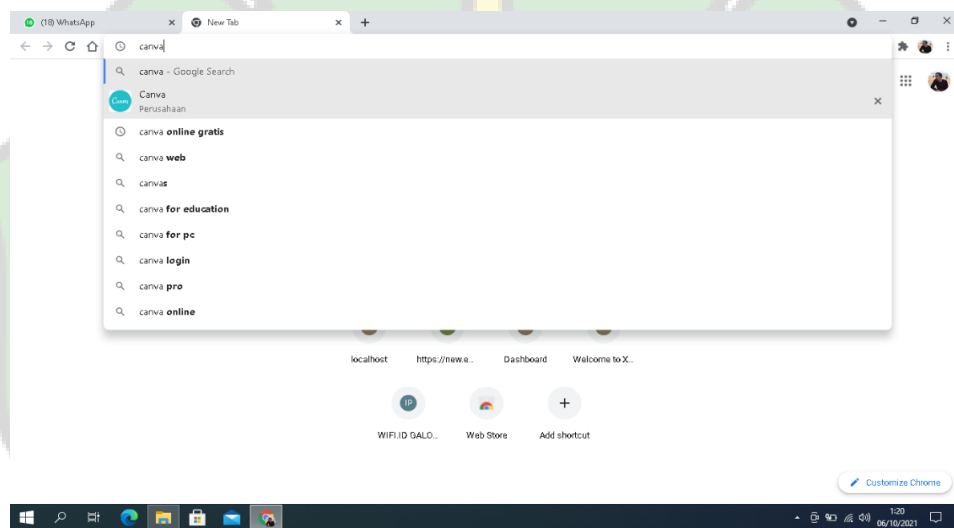 (18) WhatsApp
New Tab
canva
canva - Google Search
Canva
Perusahaan
canva online gratis
canva web
canvas
canva for education
canva for pc
canva login
canva pro
canva online
localhost
https://new.e...
Dashboard
Welcome to X...
IP
WIFI.ID GALO...
Web Store
Add shortcut
Customize Chrome
1:20
06/10/2021